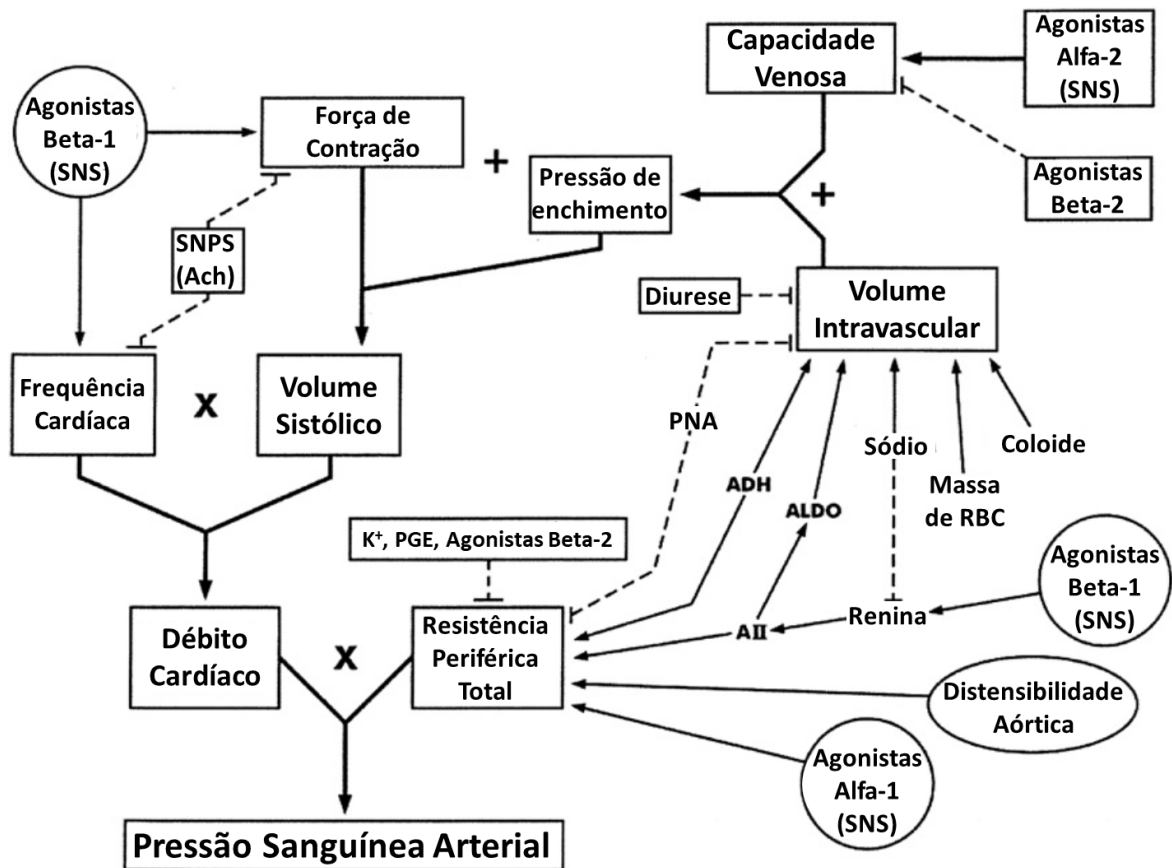 Capacidade
Venosa
Agonistas
Alfa-2
(SNS)
Agonistas
Beta-1
(SNS)
Força de
Contração
+
Pressão de
enchimento
+
Agonistas
Beta-2
SNPS
(Ach)
Diurese
Volume
Intravascular
Frequência
Cardíaca
X
Volume
Sistólico
PNA
Sódio
Coloide
ADH
ALDO
Massa
de RBC
K+, PGE, Agonistas Beta-2
Agonistas
Beta-1
(SNS)
Débito
Cardíaco
X
Resistência
Periférica
Total
AII
Renina
Distensibilidade
Aórtica
Agonistas
Alfa-1
(SNS)
Pressão Sanguínea Arterial